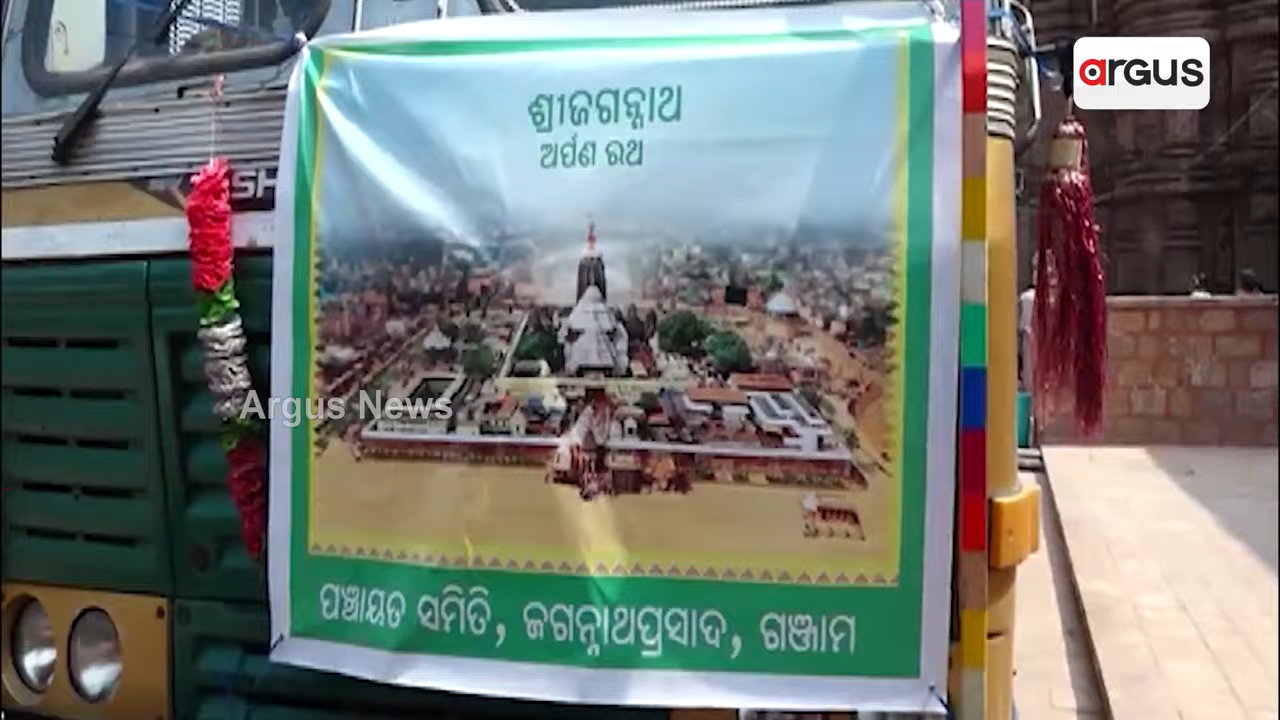 ଶ୍ରୀଜଗନ୍ନାଥ
ଅର୍ପଣ ରଥ
ପଞ୍ଚାୟତ ସମିତି, ଜଗନ୍ନାଥପ୍ରସାଦ, ଗଞ୍ଜାମ
argus
Argus News